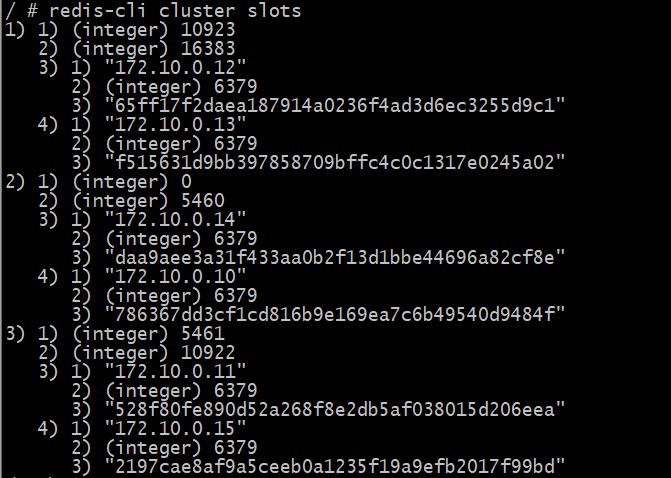 / # redis-cli cluster slots
1) 1) (integer) 10923
   2) (integer) 16383
   3) 1) "172.10.0.12"
      2) (integer) 6379
      3) "65ff17f2daea187914a0236f4ad3d6ec3255d9c1"
   4) 1) "172.10.0.13"
      2) (integer) 6379
      3) "f515631d9bb397858709bffc4c0c1317e0245a02"
2) 1) (integer) 0
   2) (integer) 5460
   3) 1) "172.10.0.14"
      2) (integer) 6379
      3) "daa9aee3a31f433aa0b2f13d1bbe44696a82cf8e"
   4) 1) "172.10.0.10"
      2) (integer) 6379
      3) "786367dd3cf1cd816b9e169ea7c6b49540d9484f"
3) 1) (integer) 5461
   2) (integer) 10922
   3) 1) "172.10.0.11"
      2) (integer) 6379
      3) "528f80fe890d52a268f8e2db5af038015d206eea"
   4) 1) "172.10.0.15"
      2) (integer) 6379
      3) "2197cae8af9a5ceeb0a1235f19a9efb2017f99bd"